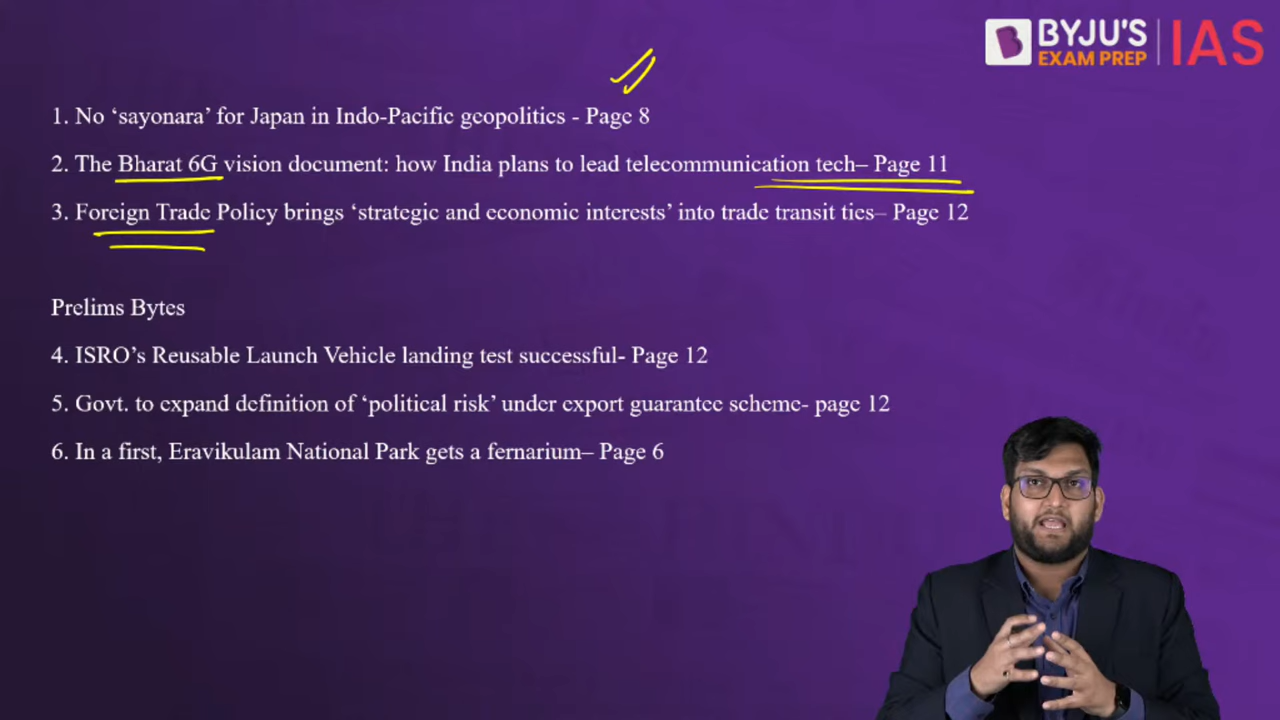 BYJU'S
EXAM PREP
IAS
1. No ‘sayonara’ for Japan in Indo-Pacific geopolitics - Page 8
2. The Bharat 6G vision document: how India plans to lead telecommunication tech– Page 11
3. Foreign Trade Policy brings ‘strategic and economic interests’ into trade transit ties– Page 12
Prelims Bytes
4. ISRO’s Reusable Launch Vehicle landing test successful- Page 12
5. Govt. to expand definition of ‘political risk’ under export guarantee scheme- page 12
6. In a first, Eravikulam National Park gets a fernarium– Page 6